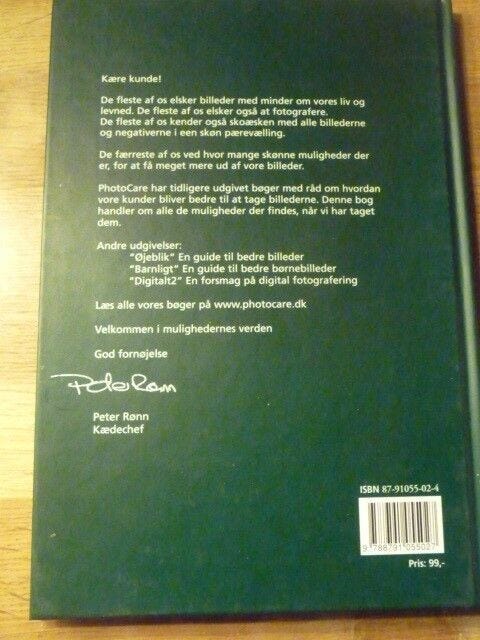 Kære kunde!
De fleste af os elsker billeder med minder om vores liv og
levned. De fleste af os elsker også at fotografere.
De fleste af os kender også skoæsken med alle billederne
og negativerne i een skøn pærevælling.
De færreste af os ved hvor mange skønne muligheder der
er, for at få meget mere ud af vores billeder.
PhotoCare har tidligere udgivet bøger med råd om hvordan
vore kunder bliver bedre til at tage billederne. Denne bog
handler om alle de muligheder der findes, når vi har taget
dem.
Andre udgivelser:
"Øjeblik" En guide til bedre billeder
"Barnligt" En guide til bedre børnebilleder
"Digitalt2" En forsmag på digital fotografering
Læs alle vores bøger på www.photocare.dk
Velkommen i mulighedernes verden
God fornøjelse
Peter Rønn
Peter Rønn
Kædechef
ISBN 87-91055-02-4
9 788791 055027
Pris: 99,-